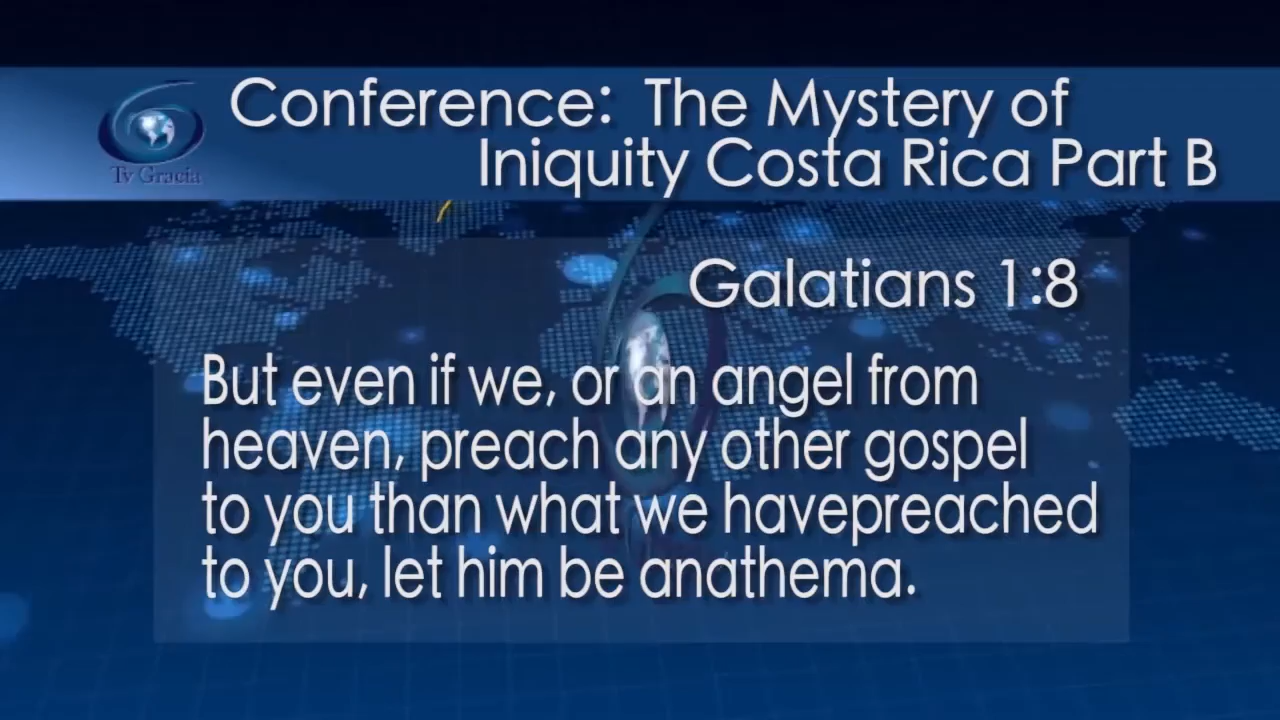 Conference: The Mystery of
Iniquity Costa Rica Part B
Tv Gracia
Galatians 1:8
But even if we, or an angel from
heaven, preach any other gospel
to you than what we havepreached
to you, let him be anathema.